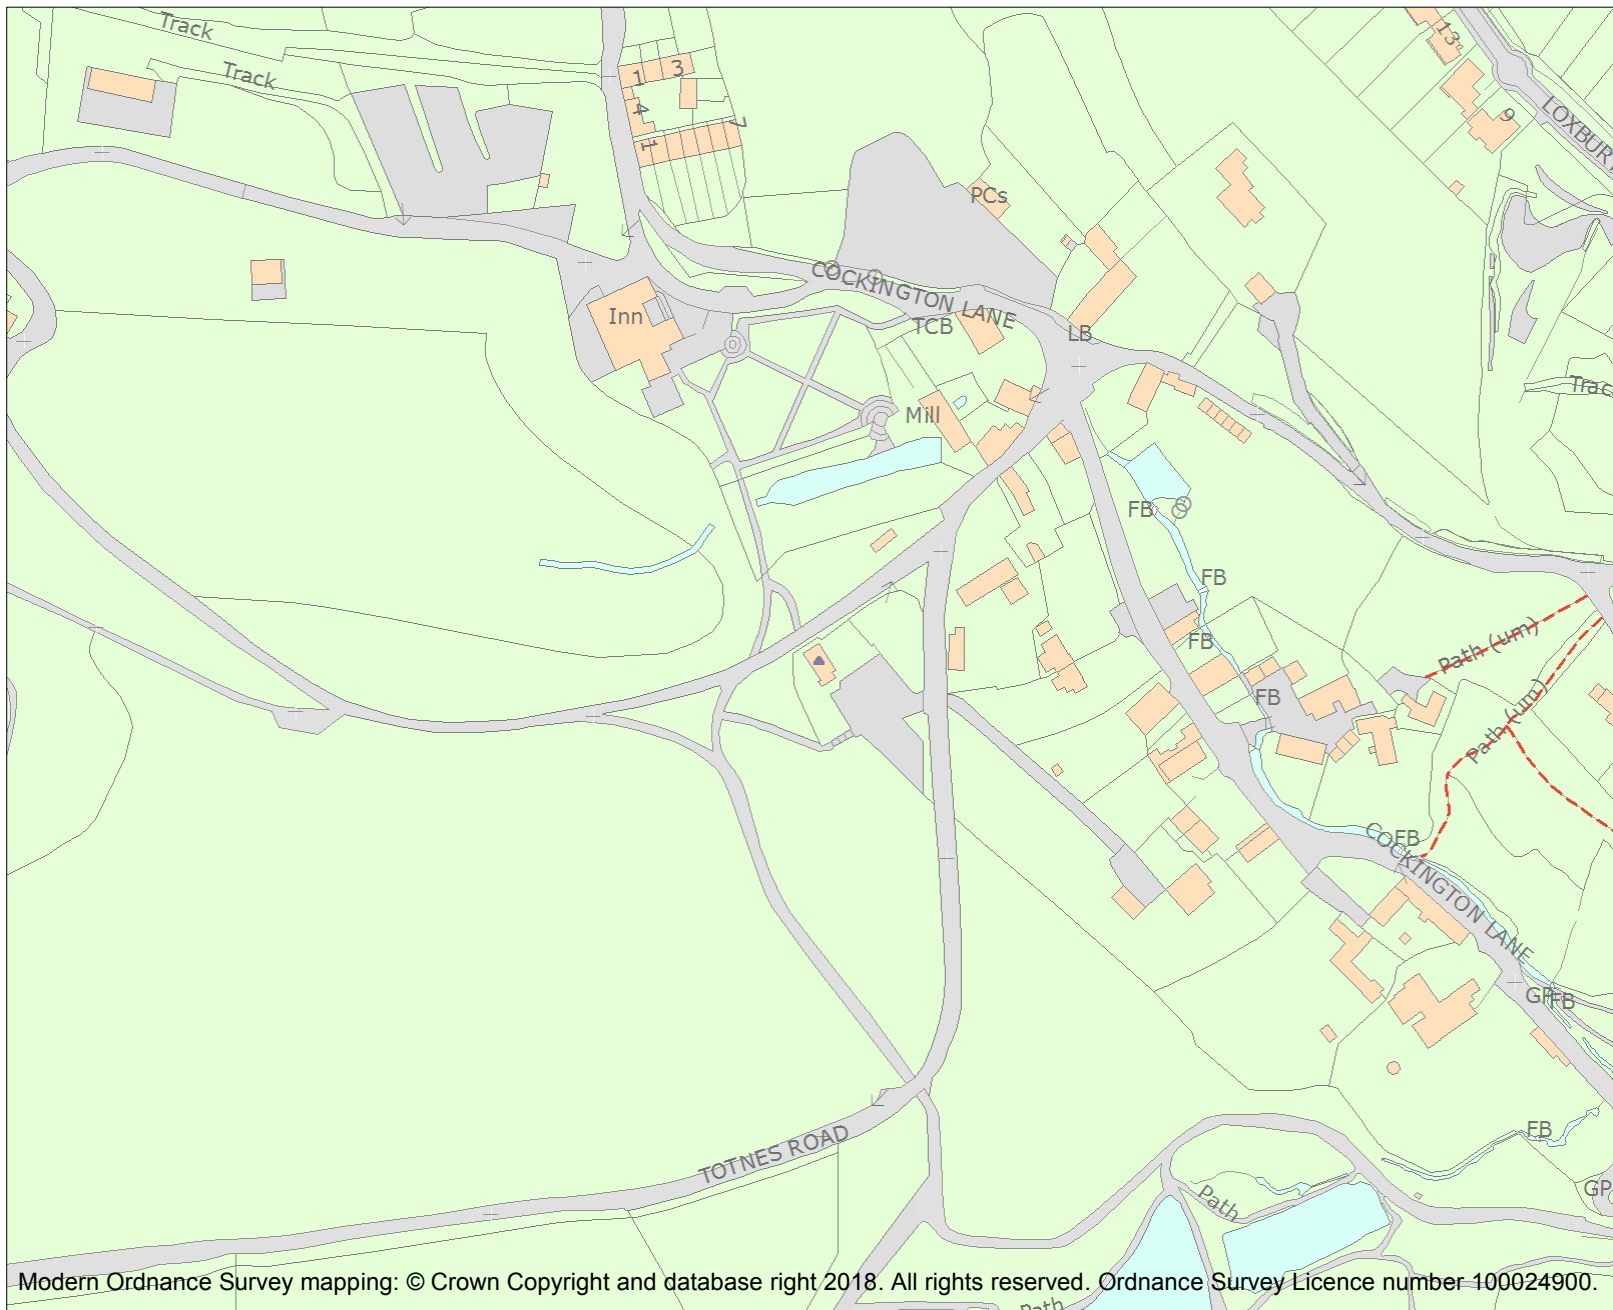 Track
Track
1
3
4
1
7
13
9
PCs
COCKINGTON LANE
Inn
TCB
LB
Mill
FB
FB
FB
FB
Path (um)
Path (um)
FB
COCKINGTON LANE
GP
FB
FB
GP
TOTNES ROAD
Path
Path
Modern Ordnance Survey mapping: © Crown Copyright and database right 2018. All rights reserved. Ordnance Survey Licence number 100024900.